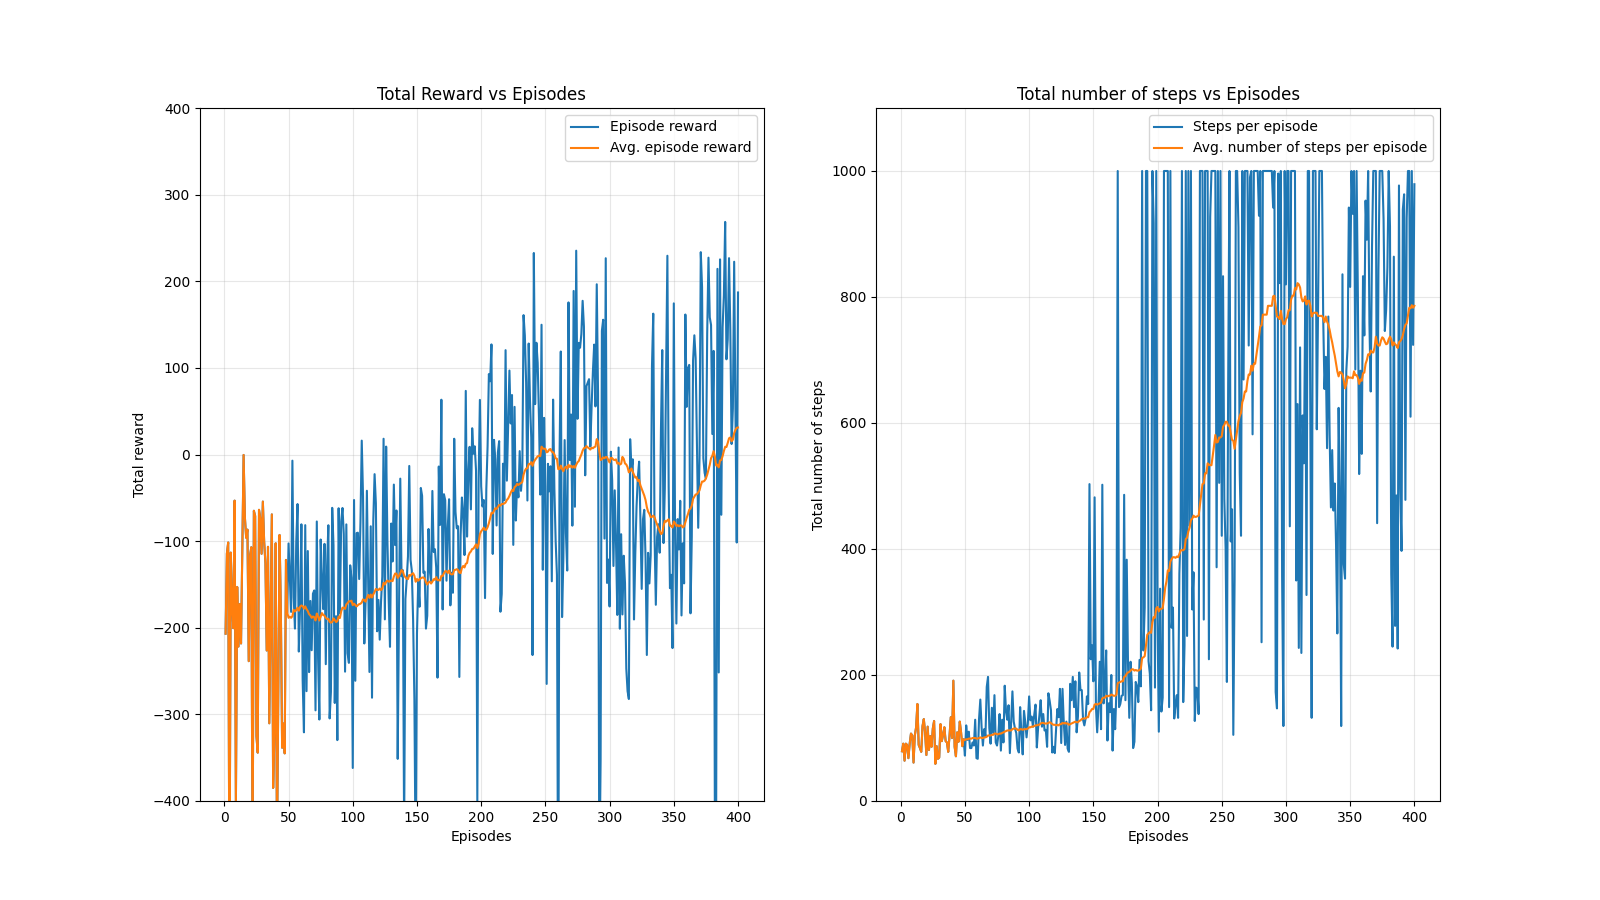 Total Reward vs Episodes
Episode reward
Avg. episode reward
400
300
200
100
0
−100
−200
−300
−400
Total reward
0 50 100 150 200 250 300 350 400
Episodes
Total number of steps vs Episodes
Steps per episode
Avg. number of steps per episode
1000
800
600
400
200
0
Total number of steps
0 50 100 150 200 250 300 350 400
Episodes